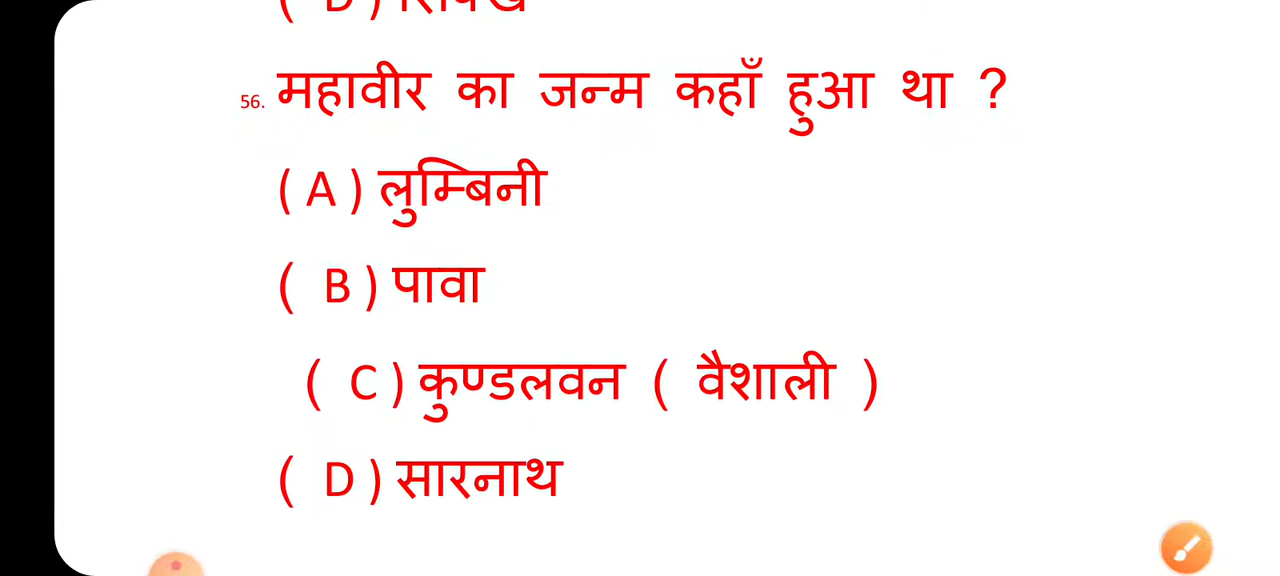 56. महावीर का जन्म कहाँ हुआ था ?
( A ) लुम्बिनी
( B ) पावा
( C ) कुण्डलवन ( वैशाली )
( D ) सारनाथ